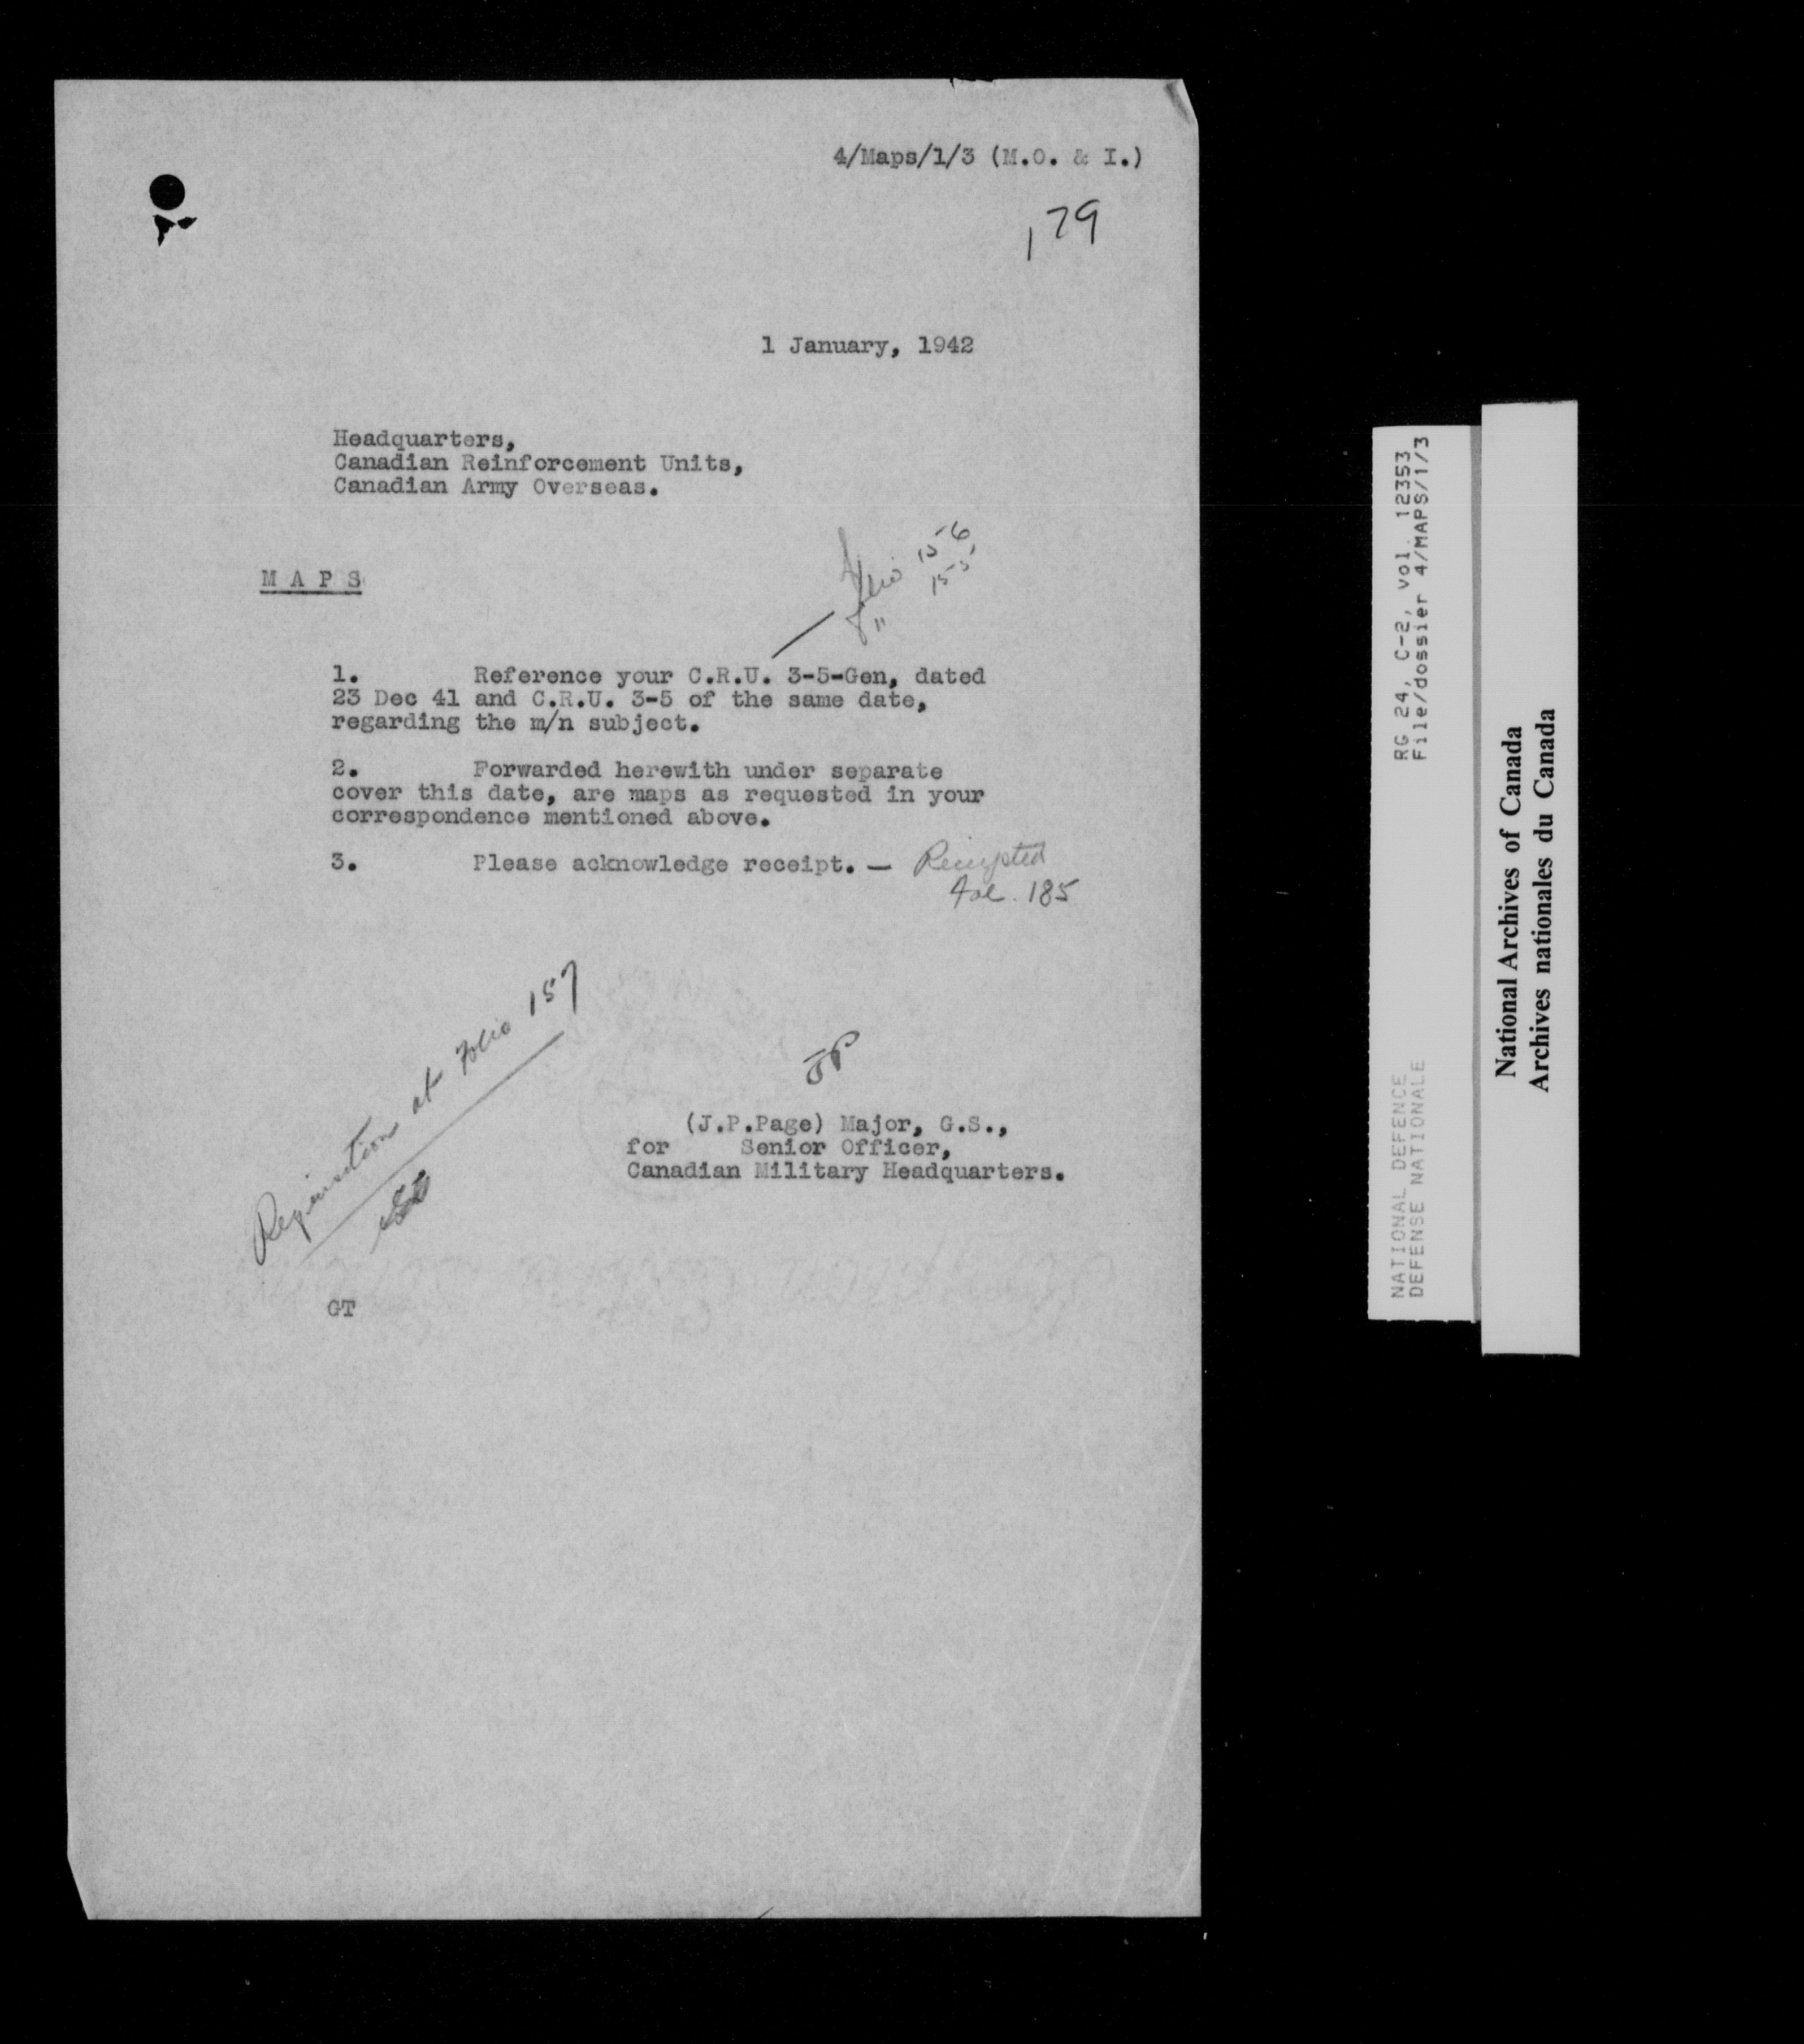 4/Maps/1/3 (M.O. & I.)
179
1 January, 1942
Headquarters,
Canadian Reinforcement Units,
Canadian Army Overseas.
folio 156
" 155
M A P S
1. Reference your C.R.U. 3-5-Gen, dated
23 Dec 41 and C.R.U. 3-5 of the same date,
regarding the m/n subject.
2. Forwarded herewith under separate
cover this date, are maps as requested in your
correspondence mentioned above.
3. Please acknowledge receipt. — Receipted
Fol. 185
at Folio 157
JP
(J.P.Page) Major, G.S.,
for Senior Officer,
Canadian Military Headquarters.
GT
RG 24, C-2, vol. 12353
File/dossier 4/MAPS/1/3
NATIONAL DEFENCE
DEFENSE NATIONALE
National Archives of Canada
Archives nationales du Canada